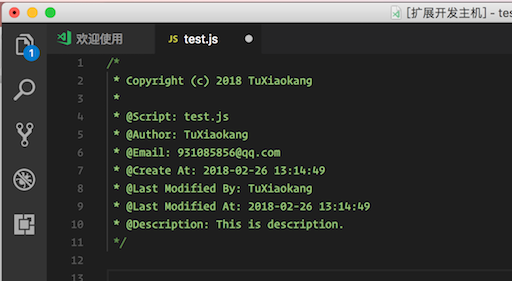 [扩展开发主机] - tes
欢迎使用
JS test.js
1
1 /*
2 * Copyright (c) 2018 TuXiaokang
3 *
4 * @Script: test.js
5 * @Author: TuXiaokang
6 * @Email: 931085856@qq.com
7 * @Create At: 2018-02-26 13:14:49
8 * @Last Modified By: TuXiaokang
9 * @Last Modified At: 2018-02-26 13:14:49
10 * @Description: This is description.
11 */
12
13